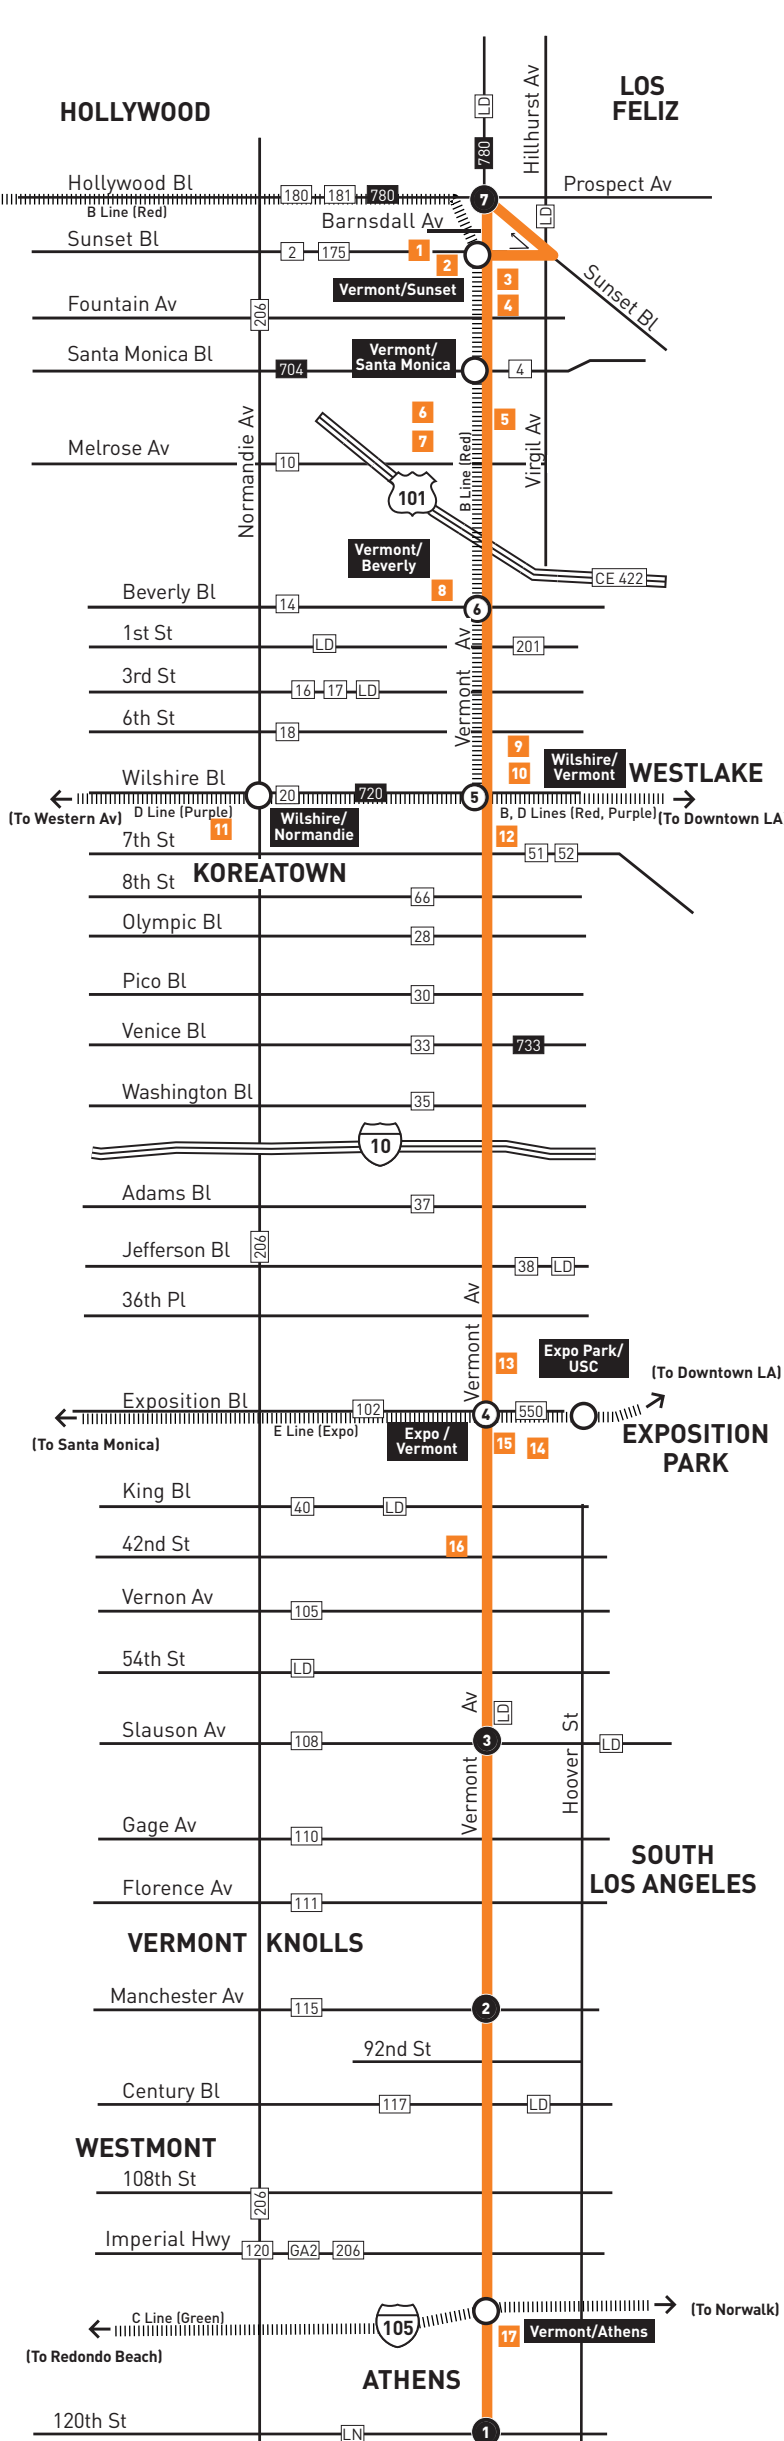 LOS
FELIZ
HOLLYWOOD
Hillhurst Av
LD
780
Hollywood Bl
180
181
780
7
Prospect Av
B Line (Red)
Barnsdall Av
LD
Sunset Bl
2
175
1
2
3
4
Vermont/Sunset
Sunset Bl
Fountain Av
206
Santa Monica Bl
704
Vermont/
Santa Monica
4
6
7
5
Normandie Av
Virgil Av
B Line (Red)
Melrose Av
10
101
Vermont/
Beverly
CE 422
8
Beverly Bl
14
6
1st St
LD
201
Vermont Av
3rd St
16
17
LD
6th St
18
9
10
Wilshire/
Vermont
WESTLAKE
Wilshire Bl
20
720
5
(To Western Av)
D Line (Purple)
Wilshire/
Normandie
B, D Lines (Red, Purple)
(To Downtown LA
11
12
7th St
51
52
KOREATOWN
8th St
66
Olympic Bl
28
Pico Bl
30
Venice Bl
33
733
Washington Bl
35
10
Adams Bl
37
Jefferson Bl
206
38
LD
36th Pl
Vermont Av
13
Expo Park/
USC
(To Downtown LA)
Exposition Bl
102
4
550
E Line (Expo)
(To Santa Monica)
Expo /
Vermont
15
14
EXPOSITION
PARK
King Bl
40
LD
42nd St
16
Vernon Av
105
54th St
LD
Vermont Av
LD
Hoover St
Slauson Av
108
3
LD
Gage Av
110
SOUTH
LOS ANGELES
Florence Av
111
VERMONT KNOLLS
Manchester Av
115
2
92nd St
Century Bl
117
LD
WESTMONT
108th St
206
Imperial Hwy
120
GA2
206
C Line (Green)
105
(To Norwalk)
(To Redondo Beach)
17
Vermont/Athens
ATHENS
120th St
LN
1